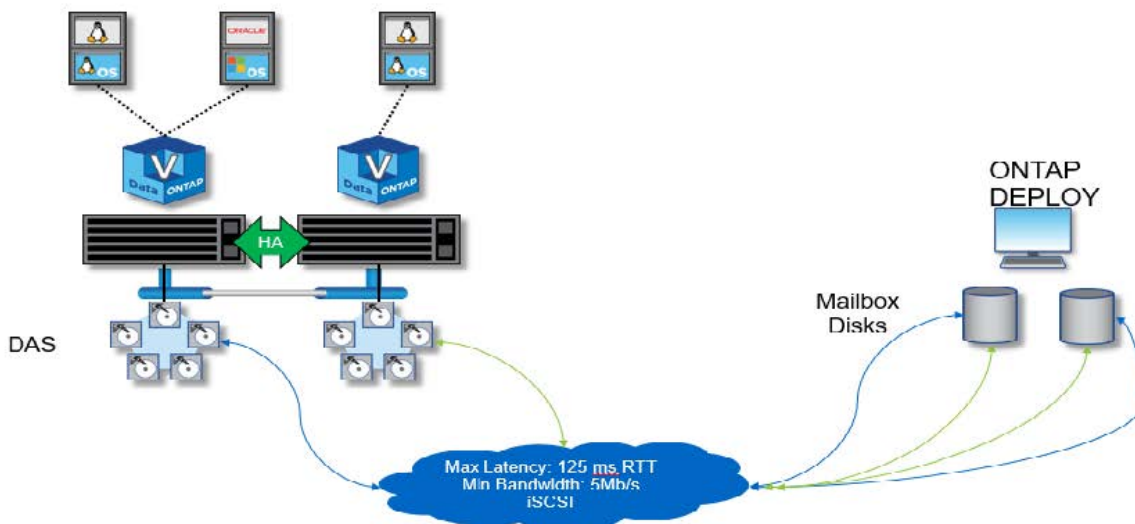 ORACLE
OS
OS
OS
V
Data ONTAP
V
Data ONTAP
HA
DAS
ONTAP
DEPLOY
Mailbox
Disks
Max Latency: 125 ms RTT
Min Bandwidth: 5Mb/s
iSCSI